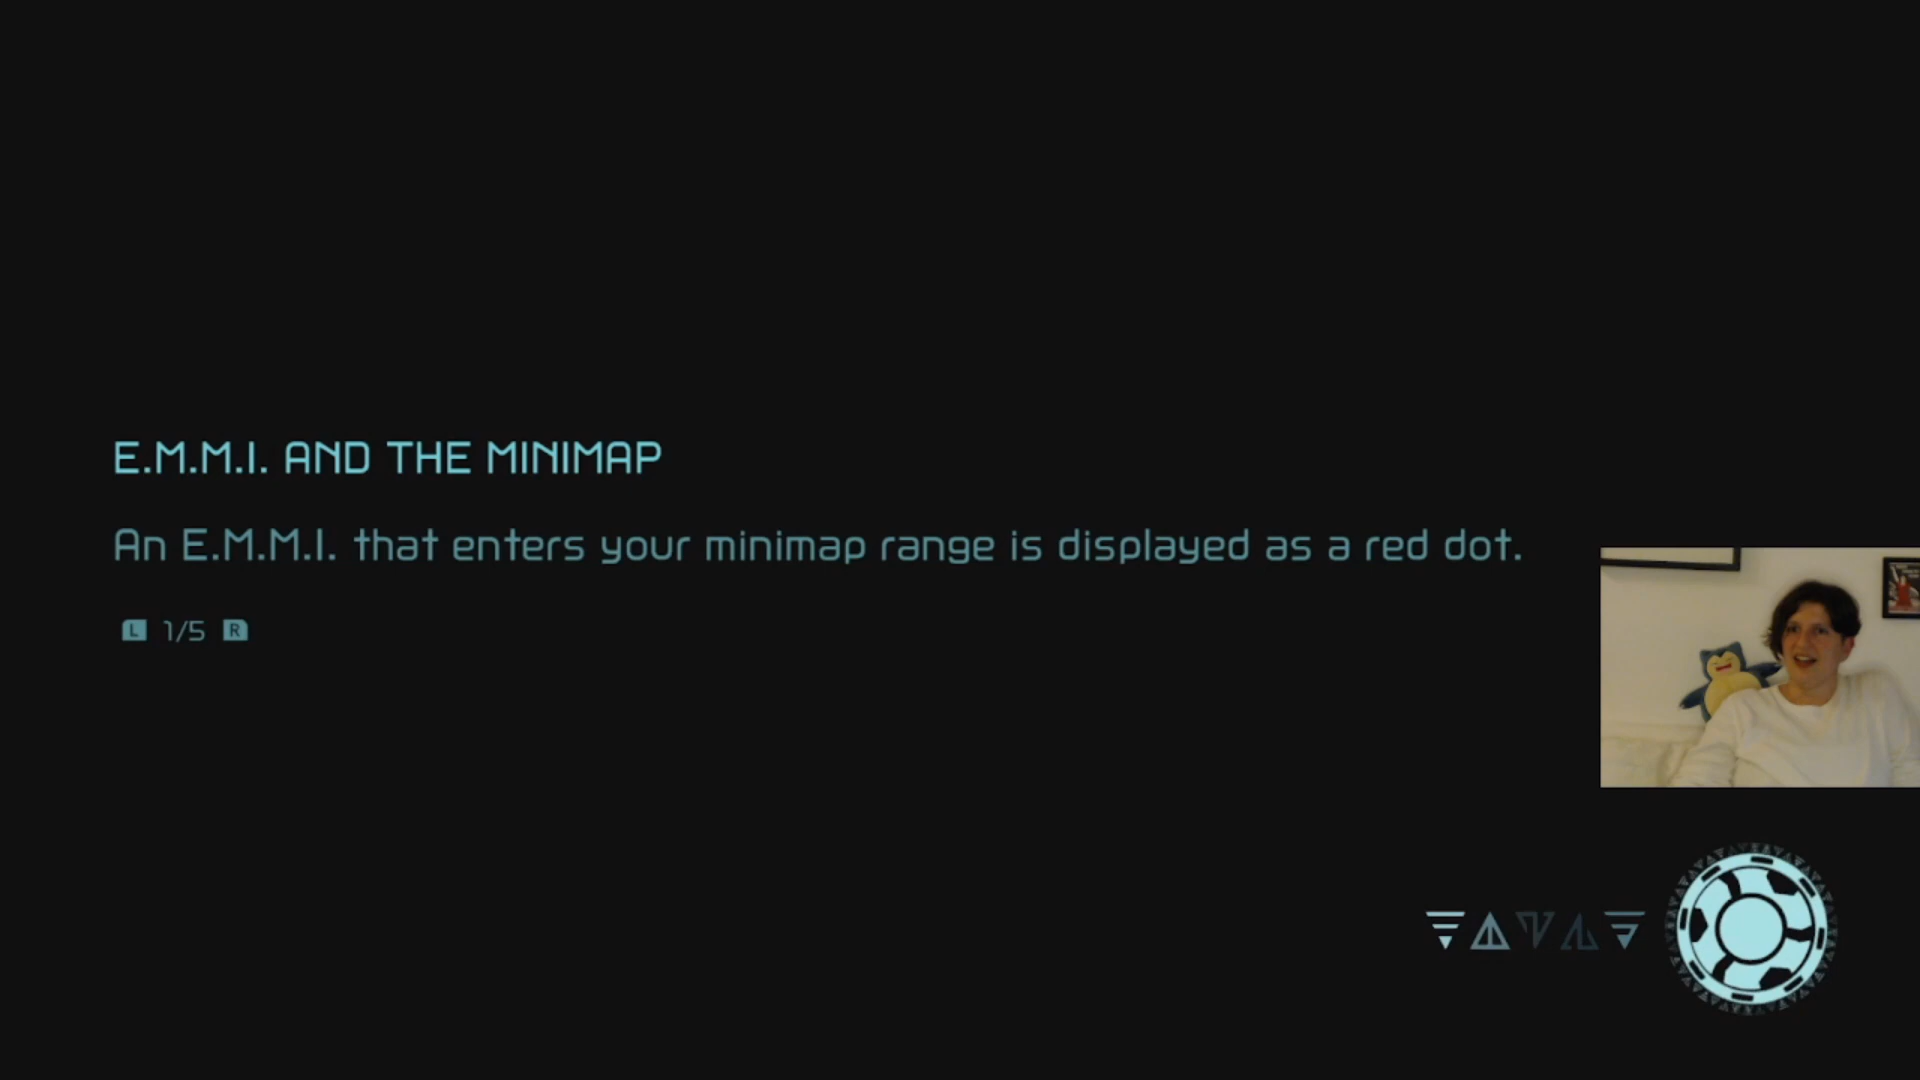 E.M.M.I. AND THE MINIMAP
An E.M.M.I. that enters your minimap range is displayed as a red dot.
L 1/5 R